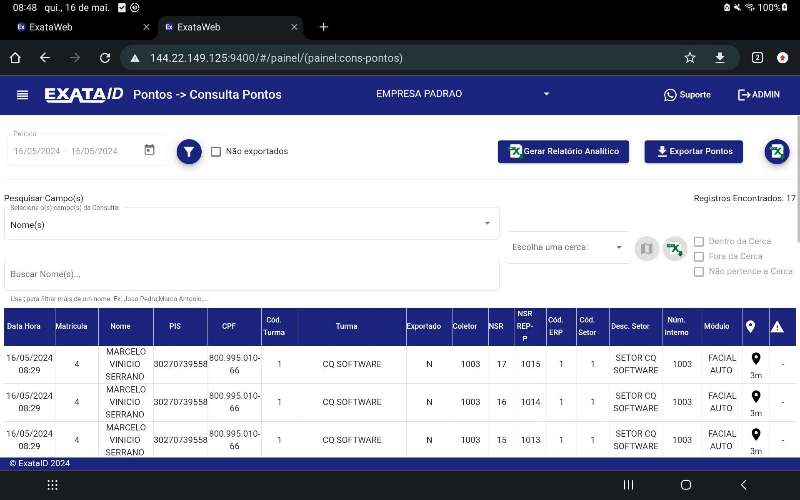 08:48 qui., 16 de mai.
100%
ExataWeb
ExataWeb
144.22.149.125:9400/#/painel/(painel:cons-pontos)
2
EXATAID Pontos -> Consulta Pontos EMPRESA PADRAO Suporte ADMIN
Período
16/05/2024 – 16/05/2024
Não exportados
Gerar Relatório Analítico
Exportar Pontos
Pesquisar Campo(s)
Registros Encontrados: 17
Selecione o(s) campo(s) da Consulta
Nome(s)
Escolha uma cerca:
Dentro da Cerca
Fora da Cerca
Não pertence a Cerca
Buscar Nome(s)...
Use ; para filtrar mais de um nome. Ex: João Pedro;Marco Antonio;...
Data Hora Matrícula Nome PIS CPF Cód. Turma Turma Exportado Coletor NSR NSR REP-P Cód. ERP Cód. Setor Desc. Setor Núm. Interno Módulo
16/05/2024 08:29 4 MARCELO VINICIO SERRANO 30270739558 800.995.010-66 1 CQ SOFTWARE N 1003 17 1015 1 1 SETOR CQ SOFTWARE 1003 FACIAL AUTO 3m -
16/05/2024 08:29 4 MARCELO VINICIO SERRANO 30270739558 800.995.010-66 1 CQ SOFTWARE N 1003 16 1014 1 1 SETOR CQ SOFTWARE 1003 FACIAL AUTO 3m -
16/05/2024 08:29 4 MARCELO VINICIO SERRANO 30270739558 800.995.010-66 1 CQ SOFTWARE N 1003 15 1013 1 1 SETOR CQ SOFTWARE 1003 FACIAL AUTO 3m -
© ExataID 2024